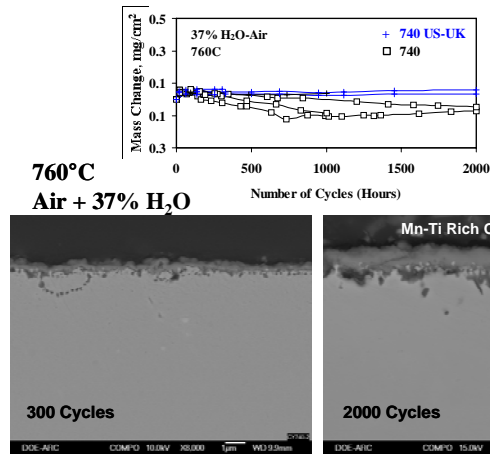 0.5
37% H₂O-Air
+ 740 US-UK
0.3
760C
740
0.1
0.1
0.3
Mass Change, mg/cm²
0
500
1000
1500
2000
Number of Cycles (Hours)
760°C
Air + 37% H₂O
Mn-Ti Rich
300 Cycles
2000 Cycles
DOE-ARC COMPO 10.0kV X8,000 1µm WD 9.9mm
DOE-ARC COMPO 15.0kV